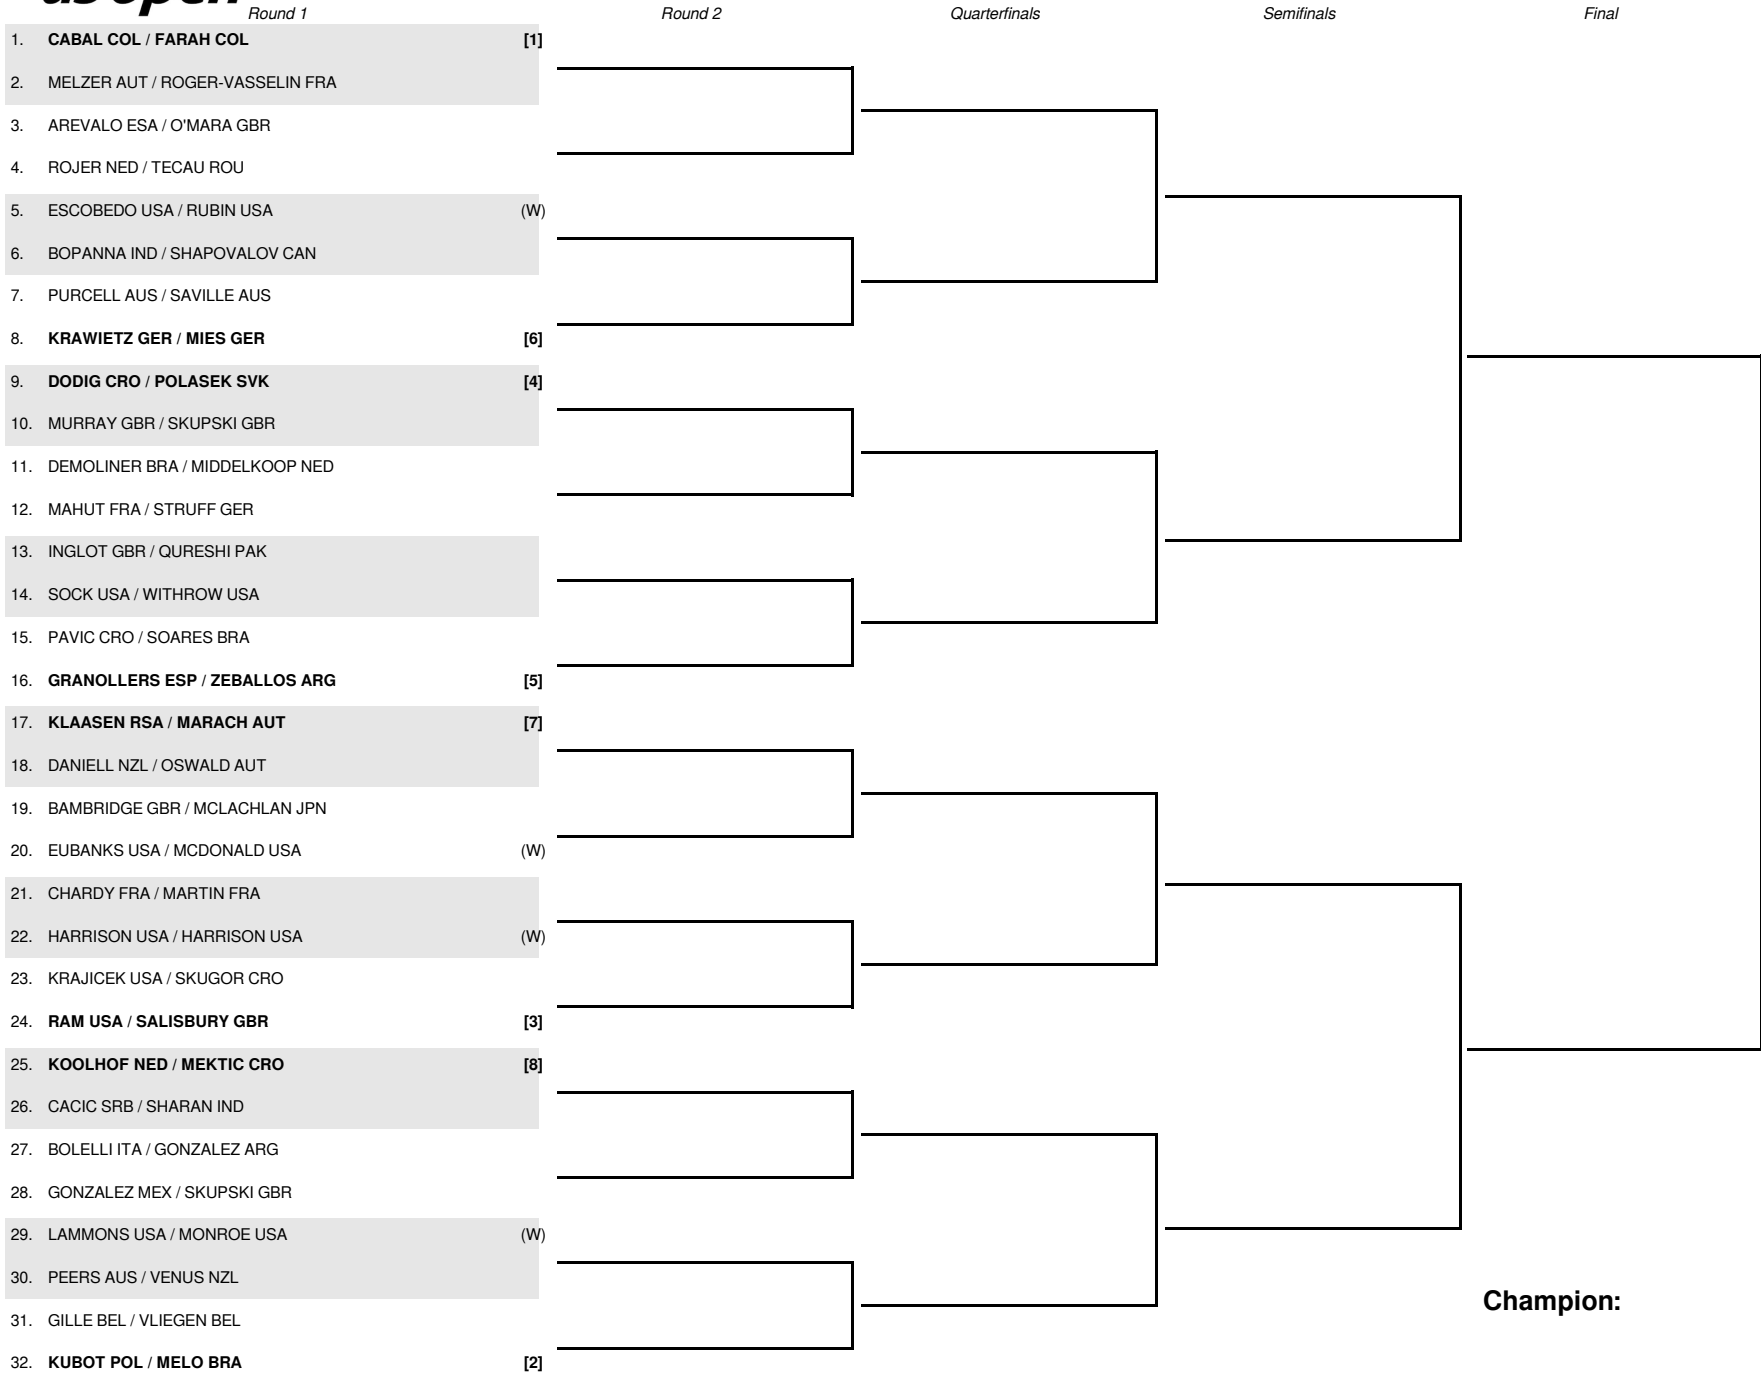 us open
Round 1 Round 2 Quarterfinals Semifinals Final
1. CABAL COL / FARAH COL [1]
2. MELZER AUT / ROGER-VASSELIN FRA
3. AREVALO ESA / O'MARA GBR
4. ROJER NED / TECAU ROU
5. ESCOBEDO USA / RUBIN USA (W)
6. BOPANNA IND / SHAPOVALOV CAN
7. PURCELL AUS / SAVILLE AUS
8. KRAWIETZ GER / MIES GER [6]
9. DODIG CRO / POLASEK SVK [4]
10. MURRAY GBR / SKUPSKI GBR
11. DEMOLINER BRA / MIDDELKOOP NED
12. MAHUT FRA / STRUFF GER
13. INGLOT GBR / QURESHI PAK
14. SOCK USA / WITHROW USA
15. PAVIC CRO / SOARES BRA
16. GRANOLLERS ESP / ZEBALLOS ARG [5]
17. KLAASEN RSA / MARACH AUT [7]
18. DANIELL NZL / OSWALD AUT
19. BAMBRIDGE GBR / MCLACHLAN JPN
20. EUBANKS USA / MCDONALD USA (W)
21. CHARDY FRA / MARTIN FRA
22. HARRISON USA / HARRISON USA (W)
23. KRAJICEK USA / SKUGOR CRO
24. RAM USA / SALISBURY GBR [3]
25. KOOLHOF NED / MEKTIC CRO [8]
26. CACIC SRB / SHARAN IND
27. BOLELLI ITA / GONZALEZ ARG
28. GONZALEZ MEX / SKUPSKI GBR
29. LAMMONS USA / MONROE USA (W)
30. PEERS AUS / VENUS NZL
31. GILLE BEL / VLIEGEN BEL
32. KUBOT POL / MELO BRA [2]
Champion: